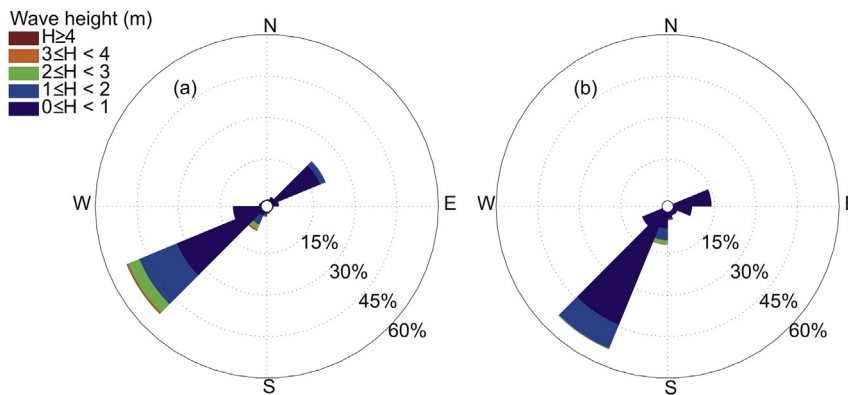 Wave height (m)
H≥4
3≤H < 4
2≤H < 3
1≤H < 2
0≤H < 1
N
(a)
W
E
15%
30%
45%
60%
S
N
(b)
W
E
15%
30%
45%
60%
S